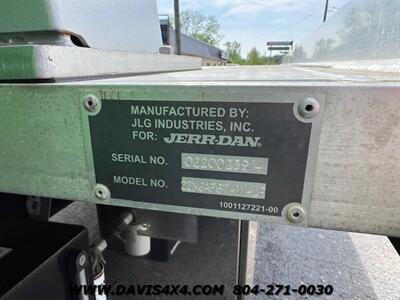 MANUFACTURED BY:
JLG INDUSTRIES, INC.
FOR: JERR-DAN.
SERIAL NO.
MODEL NO.
1001127221-00
WWW.DAVIS4X4.COM 804-271-0030